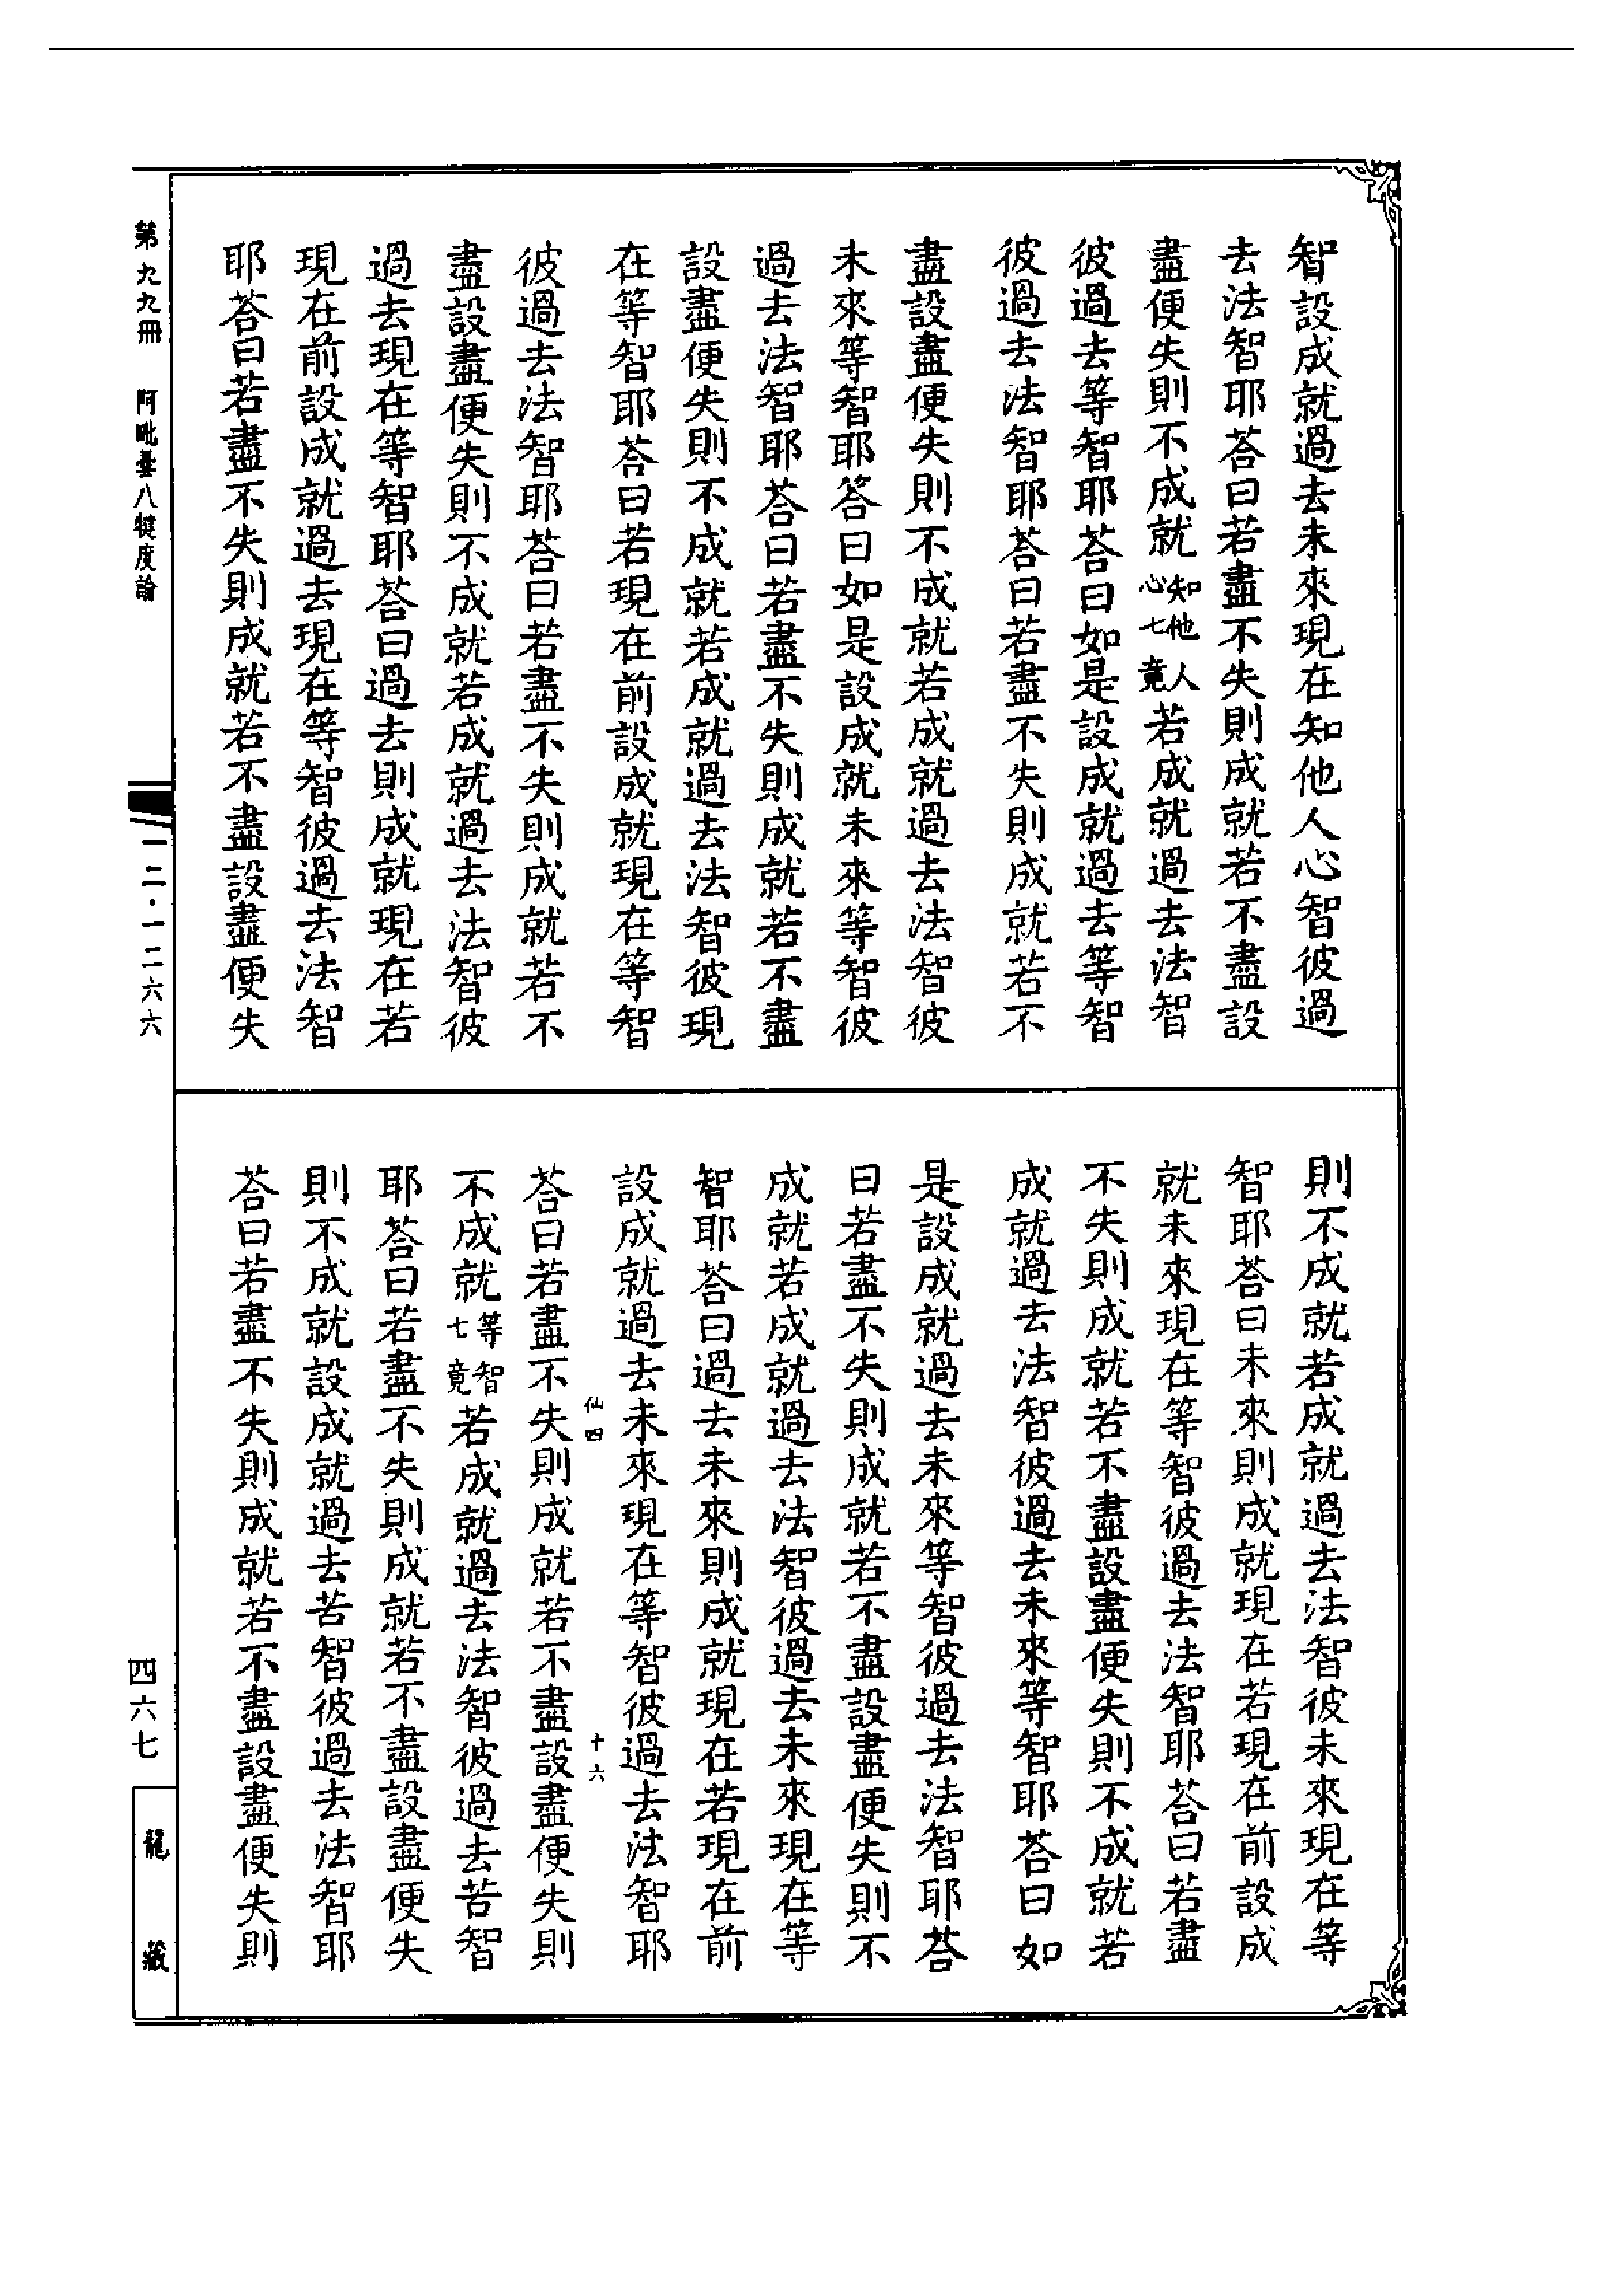 智設成就過去未來現在知他人心智彼過
去法智耶荅曰若盡不失則成就若不盡設
盡便失則不成就知他人心七竟若成就過去法智
彼過去等智耶荅曰如是設成就過去等智
彼過去法智耶荅曰若盡不失則成就若不
盡設盡便失則不成就若成就過去法智彼
未來等智耶答曰如是設成就未來等智彼
過去法智耶荅曰若盡不失則成就若不盡
設盡便失則不成就若成就過去法智彼現
在等智耶荅曰若現在前設成就現在等智
彼過去法智耶荅曰若盡不失則成就若不
盡設盡便失則不成就若成就過去法智彼
過去現在等智耶荅曰過去則成就現在若
現在前設成就過去現在等智彼過去法智
耶荅曰若盡不失則成就若不盡設盡便失
則不成就若成就過去法智彼未來現在等
智耶荅曰未來則成就現在若現在前設成
就未來現在等智彼過去法智耶荅曰若盡
不失則成就若不盡設盡便失則不成就若
成就過去法智彼過去未來等智耶荅曰如
是設成就過去未來等智彼過去法智耶荅
曰若盡不失則成就若不盡設盡便失則不
成就若成就過去法智彼過去未來現在等
智耶荅曰過去未來則成就現在若現在前
設成就過去未來現在等智彼過去法智耶
仙四 十六
荅曰若盡不失則成就若不盡設盡便失則
不成就等智七竟若成就過去法智彼過去苦智
耶荅曰若盡不失則成就若不盡設盡便失
則不成就設成就過去苦智彼過去法智耶
荅曰若盡不失則成就若不盡設盡便失則
第九九冊 阿毗曇八犍度論
一二·一二六六
四六七
龍藏